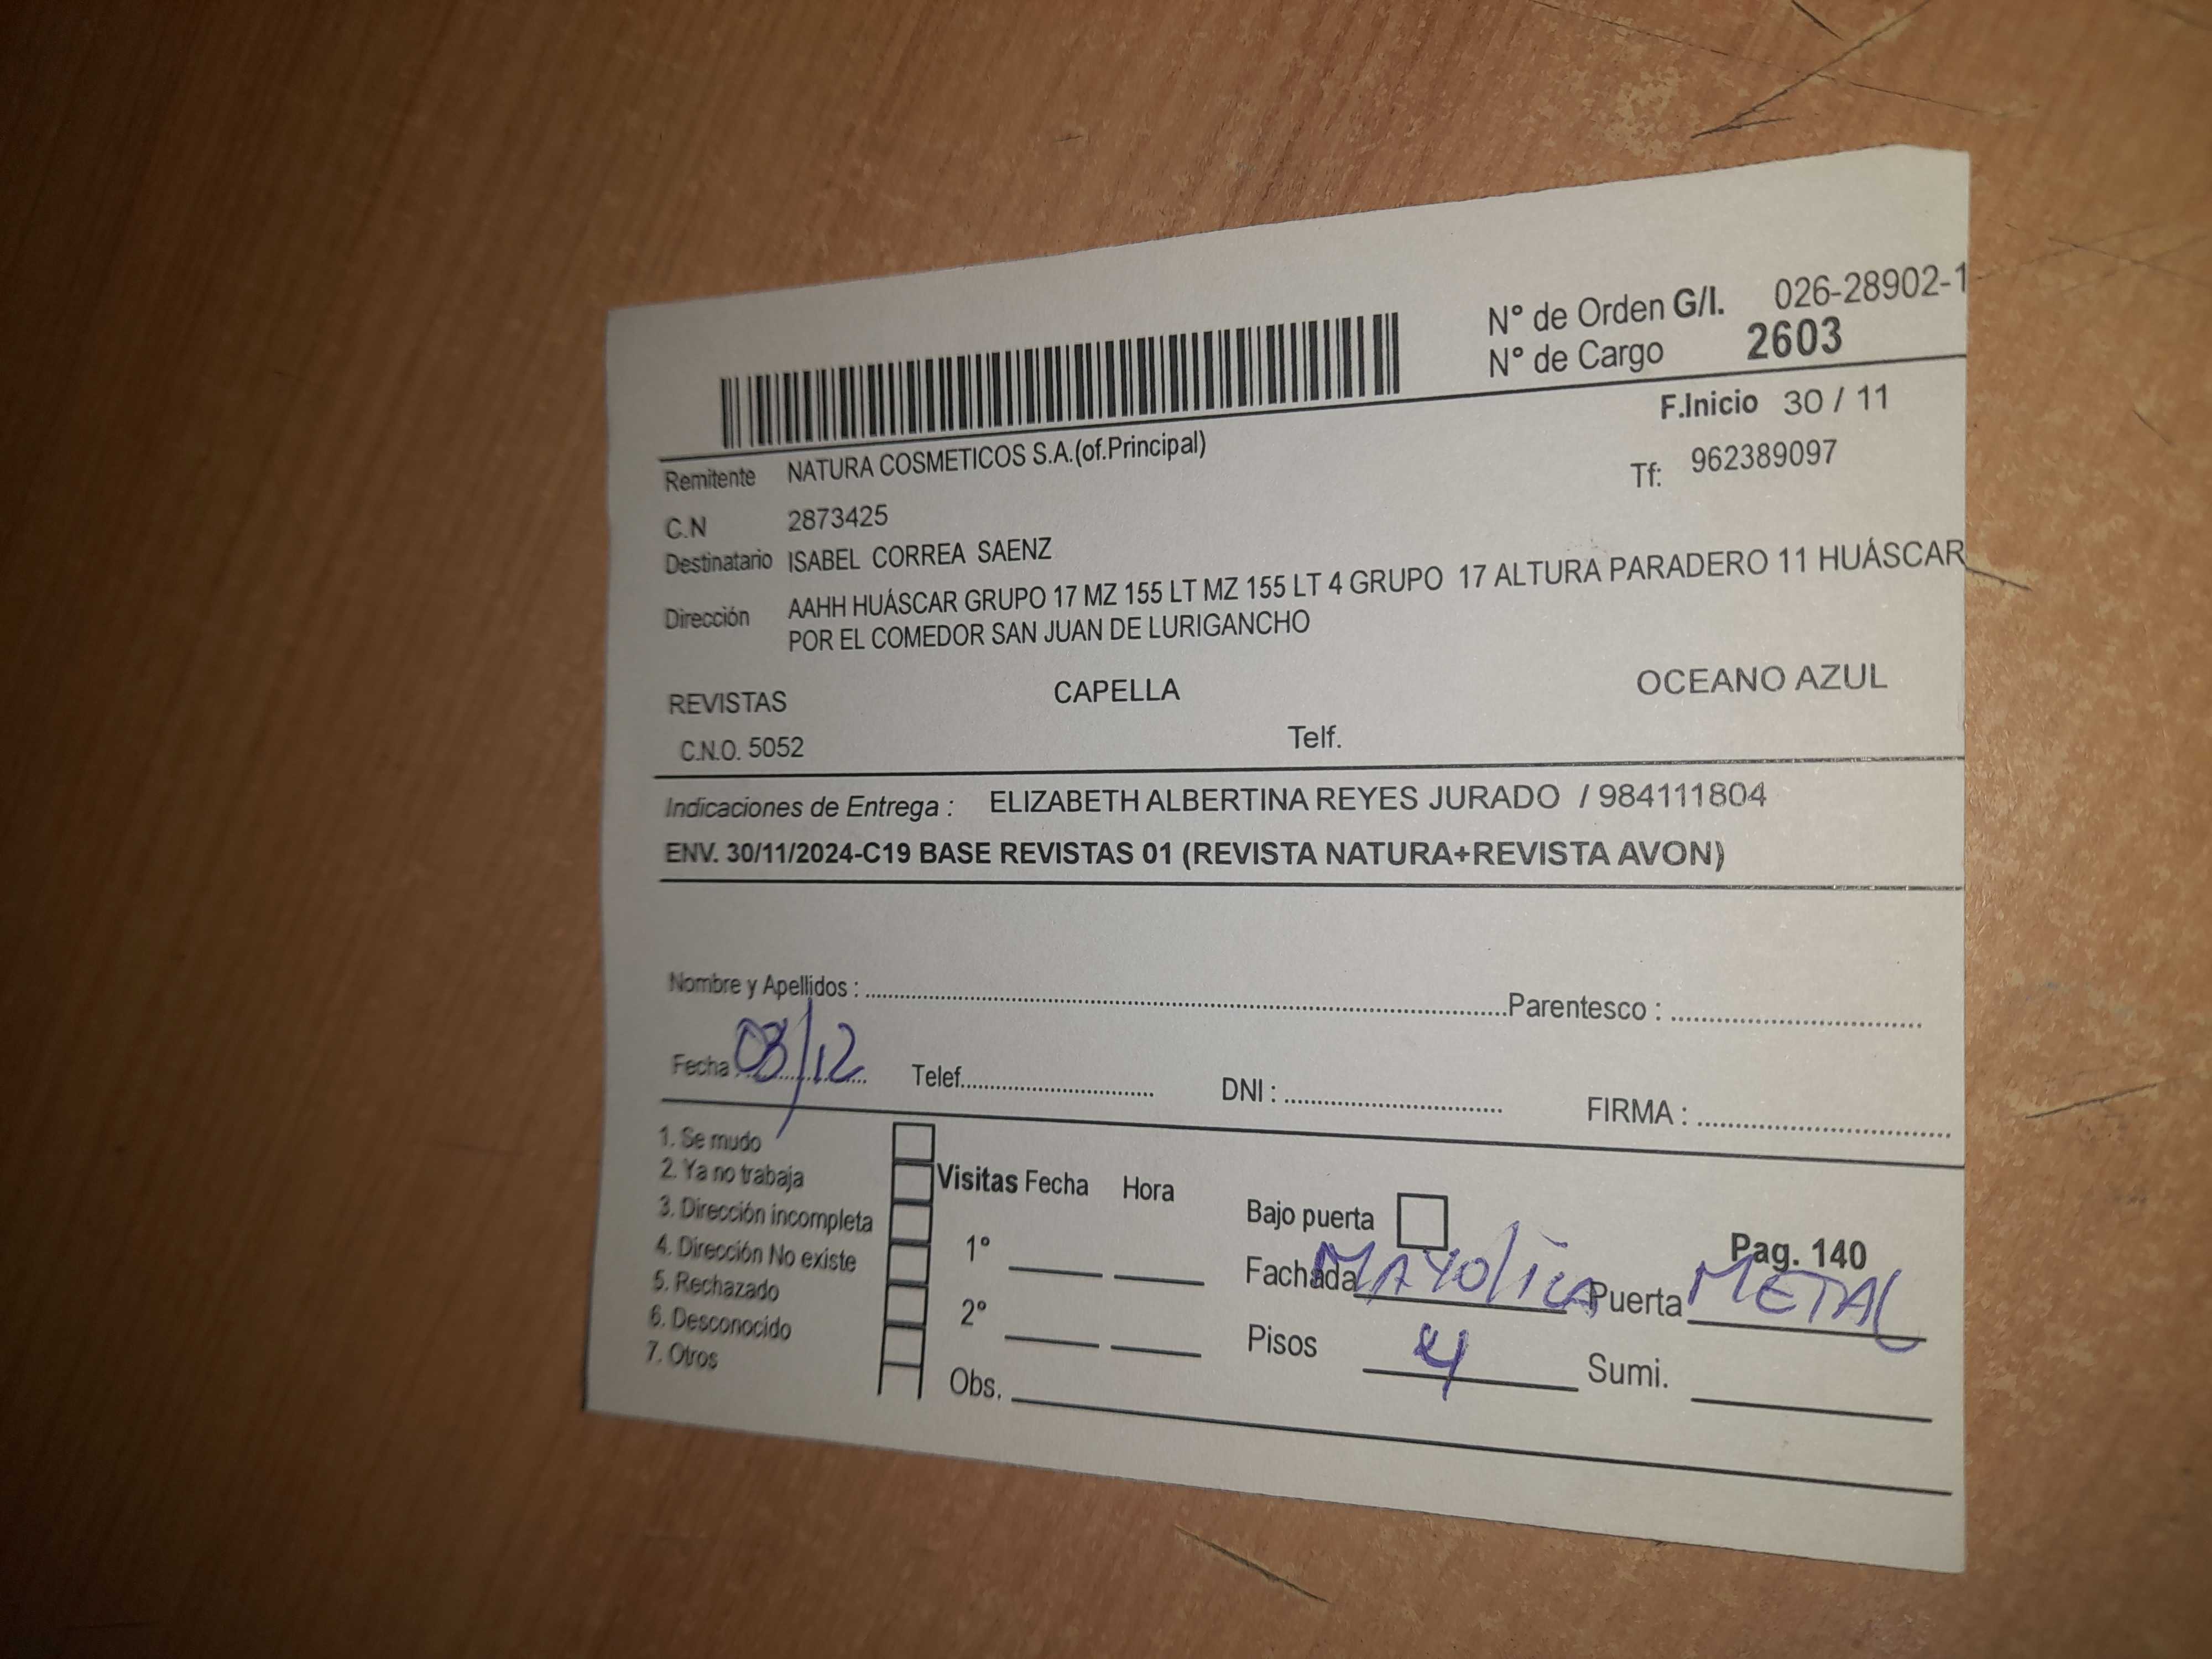 N° de Orden G/I. 026-28902-1
N° de Cargo 2603
F.Inicio 30 / 11
Remitente NATURA COSMETICOS S.A.(of.Principal)
Tf: 962389097
C.N 2873425
Destinatario ISABEL CORREA SAENZ
Dirección AAHH HUÁSCAR GRUPO 17 MZ 155 LT MZ 155 LT 4 GRUPO 17 ALTURA PARADERO 11 HUÁSCAR
POR EL COMEDOR SAN JUAN DE LURIGANCHO
REVISTAS CAPELLA OCEANO AZUL
C.N.O. 5052 Telf.
Indicaciones de Entrega : ELIZABETH ALBERTINA REYES JURADO / 984111804
ENV. 30/11/2024-C19 BASE REVISTAS 01 (REVISTA NATURA+REVISTA AVON)
Nombre y Apellidos : Parentesco :
Fecha 03/12 Telef. DNI : FIRMA :
1. Se mudo
2. Ya no trabaja
3. Dirección incompleta
4. Dirección No existe
5. Rechazado
6. Desconocido
7. Otros
Visitas Fecha Hora
1°
2°
Obs.
Bajo puerta
Pag. 140
Fachada MAYOlicA Puerta METAL
Pisos 4 Sumi.